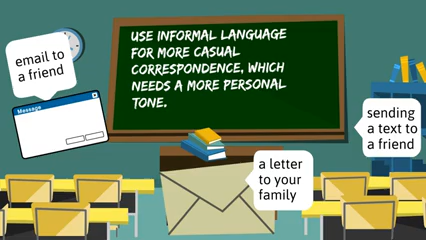 USE INFORMAL LANGUAGE
FOR MORE CASUAL
CORRESPONDENCE, WHICH
NEEDS A MORE PERSONAL
TONE.
email to
a friend
Message
sending
a text to
a friend
a letter
to your
family